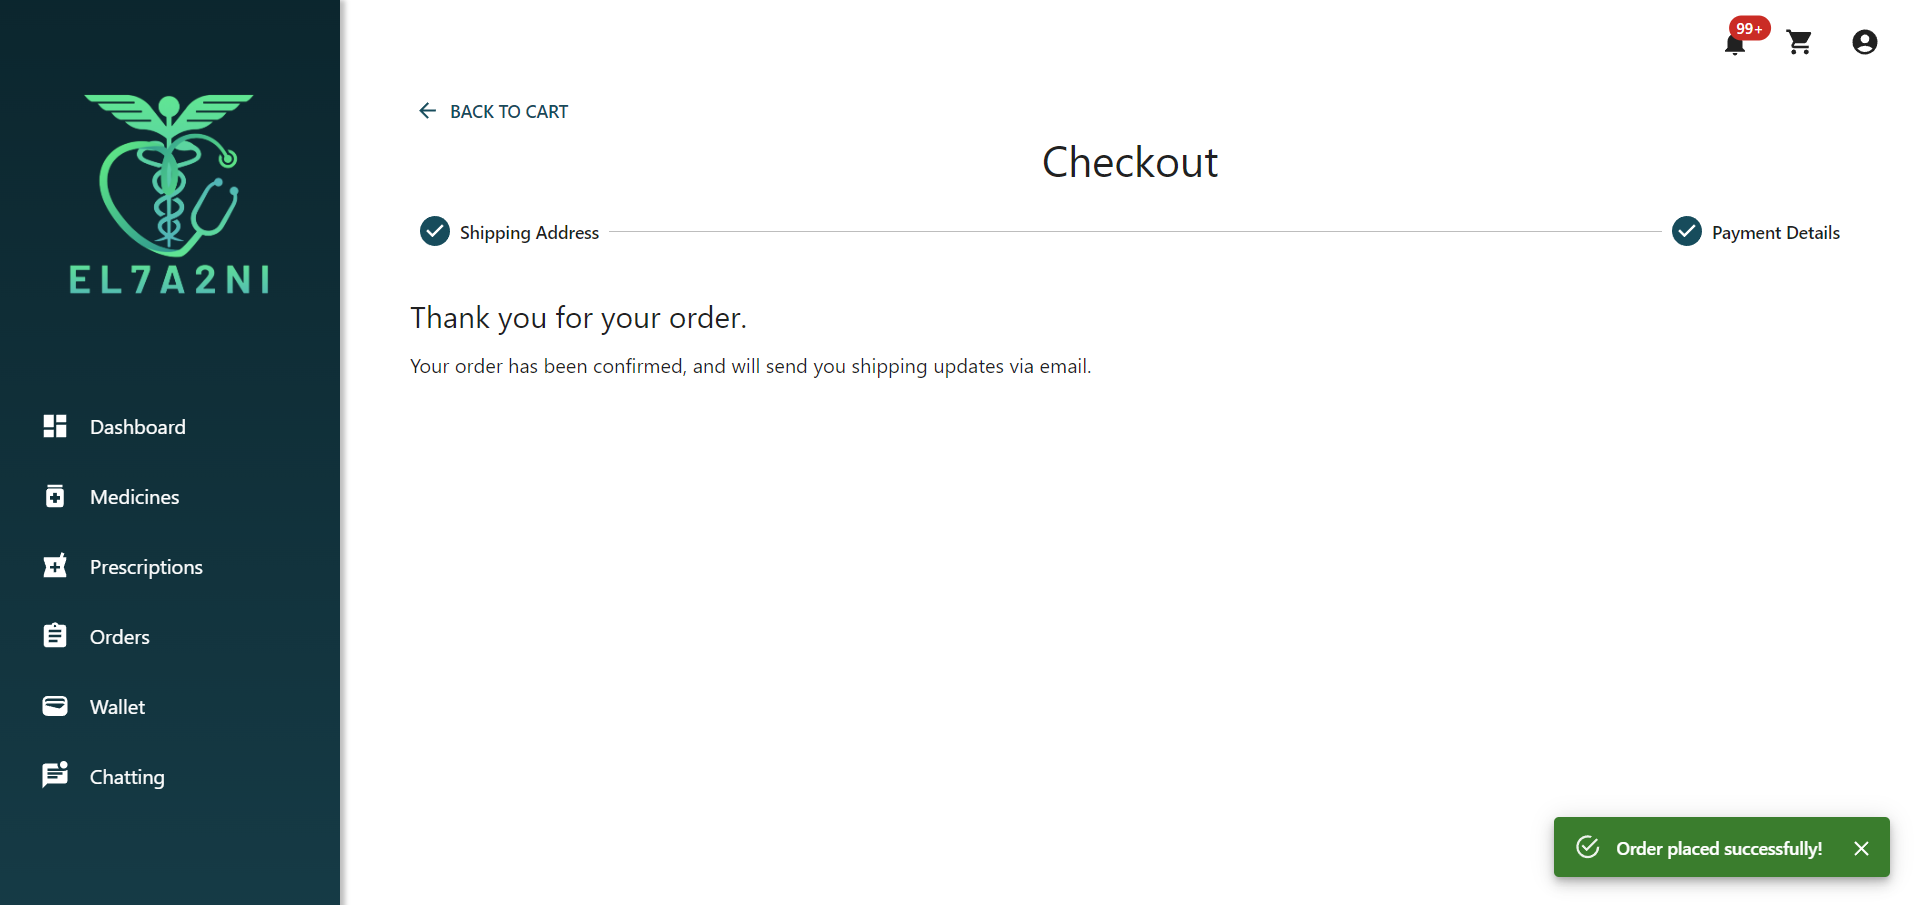 EL7A2NI
Dashboard
Medicines
Prescriptions
Orders
Wallet
Chatting
99+
BACK TO CART
Checkout
Shipping Address
Payment Details
Thank you for your order.
Your order has been confirmed, and will send you shipping updates via email.
Order placed successfully!